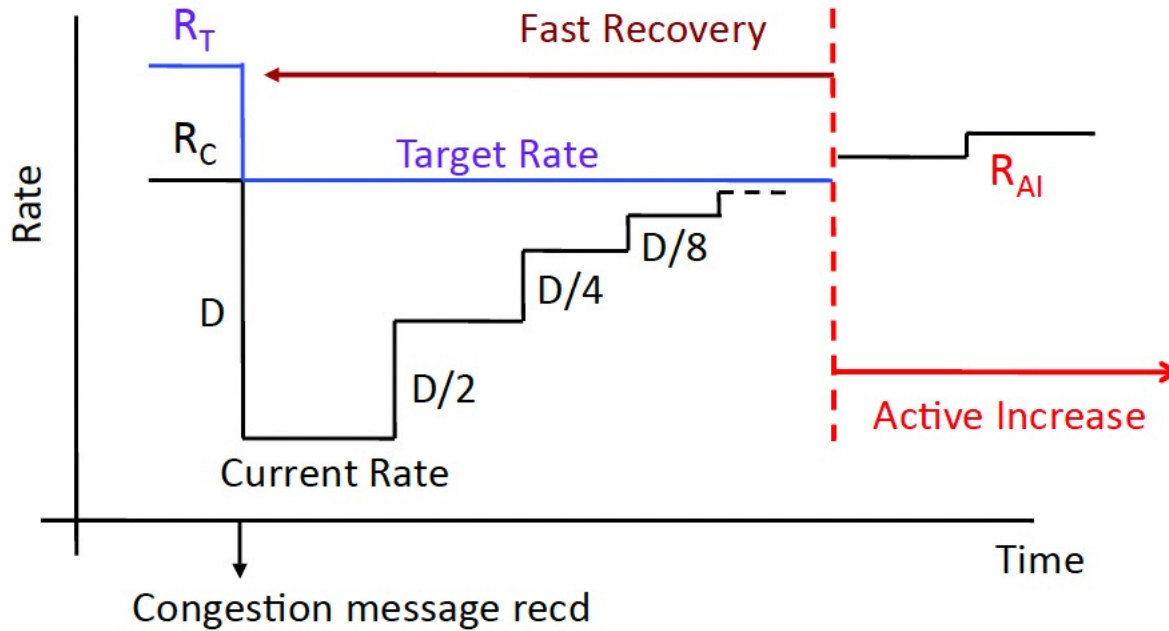 R_T
Fast Recovery
R_C
Target Rate
R_AI
Rate
D/8
D
D/4
D/2
Active Increase
Current Rate
Time
Congestion message recd